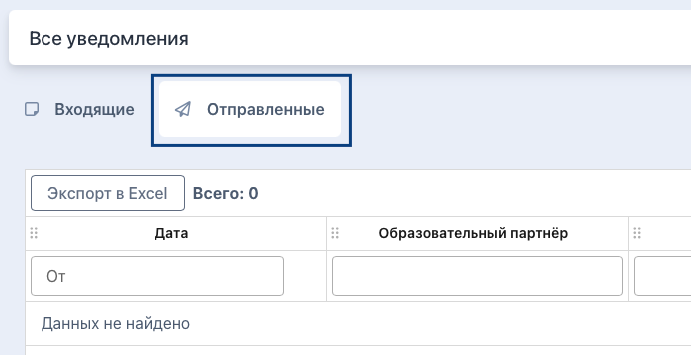 Все уведомления
Входящие Отправленные
Экспорт в Excel Всего: 0
Дата Образовательный партнёр
От
Данных не найдено